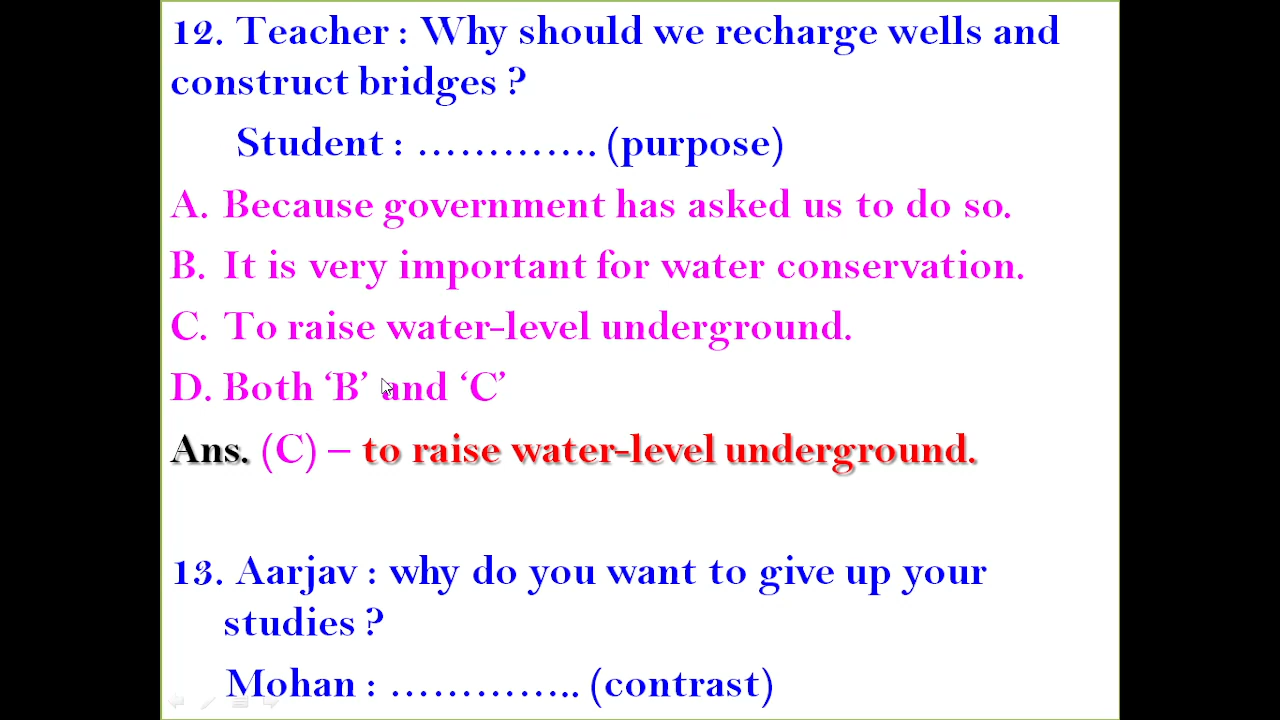 12. Teacher : Why should we recharge wells and
construct bridges ?
Student : …………. (purpose)
A. Because government has asked us to do so.
B. It is very important for water conservation.
C. To raise water-level underground.
D. Both ‘B’ and ‘C’
Ans. (C) – to raise water-level underground.
13. Aarjav : why do you want to give up your
studies ?
Mohan : ………….. (contrast)